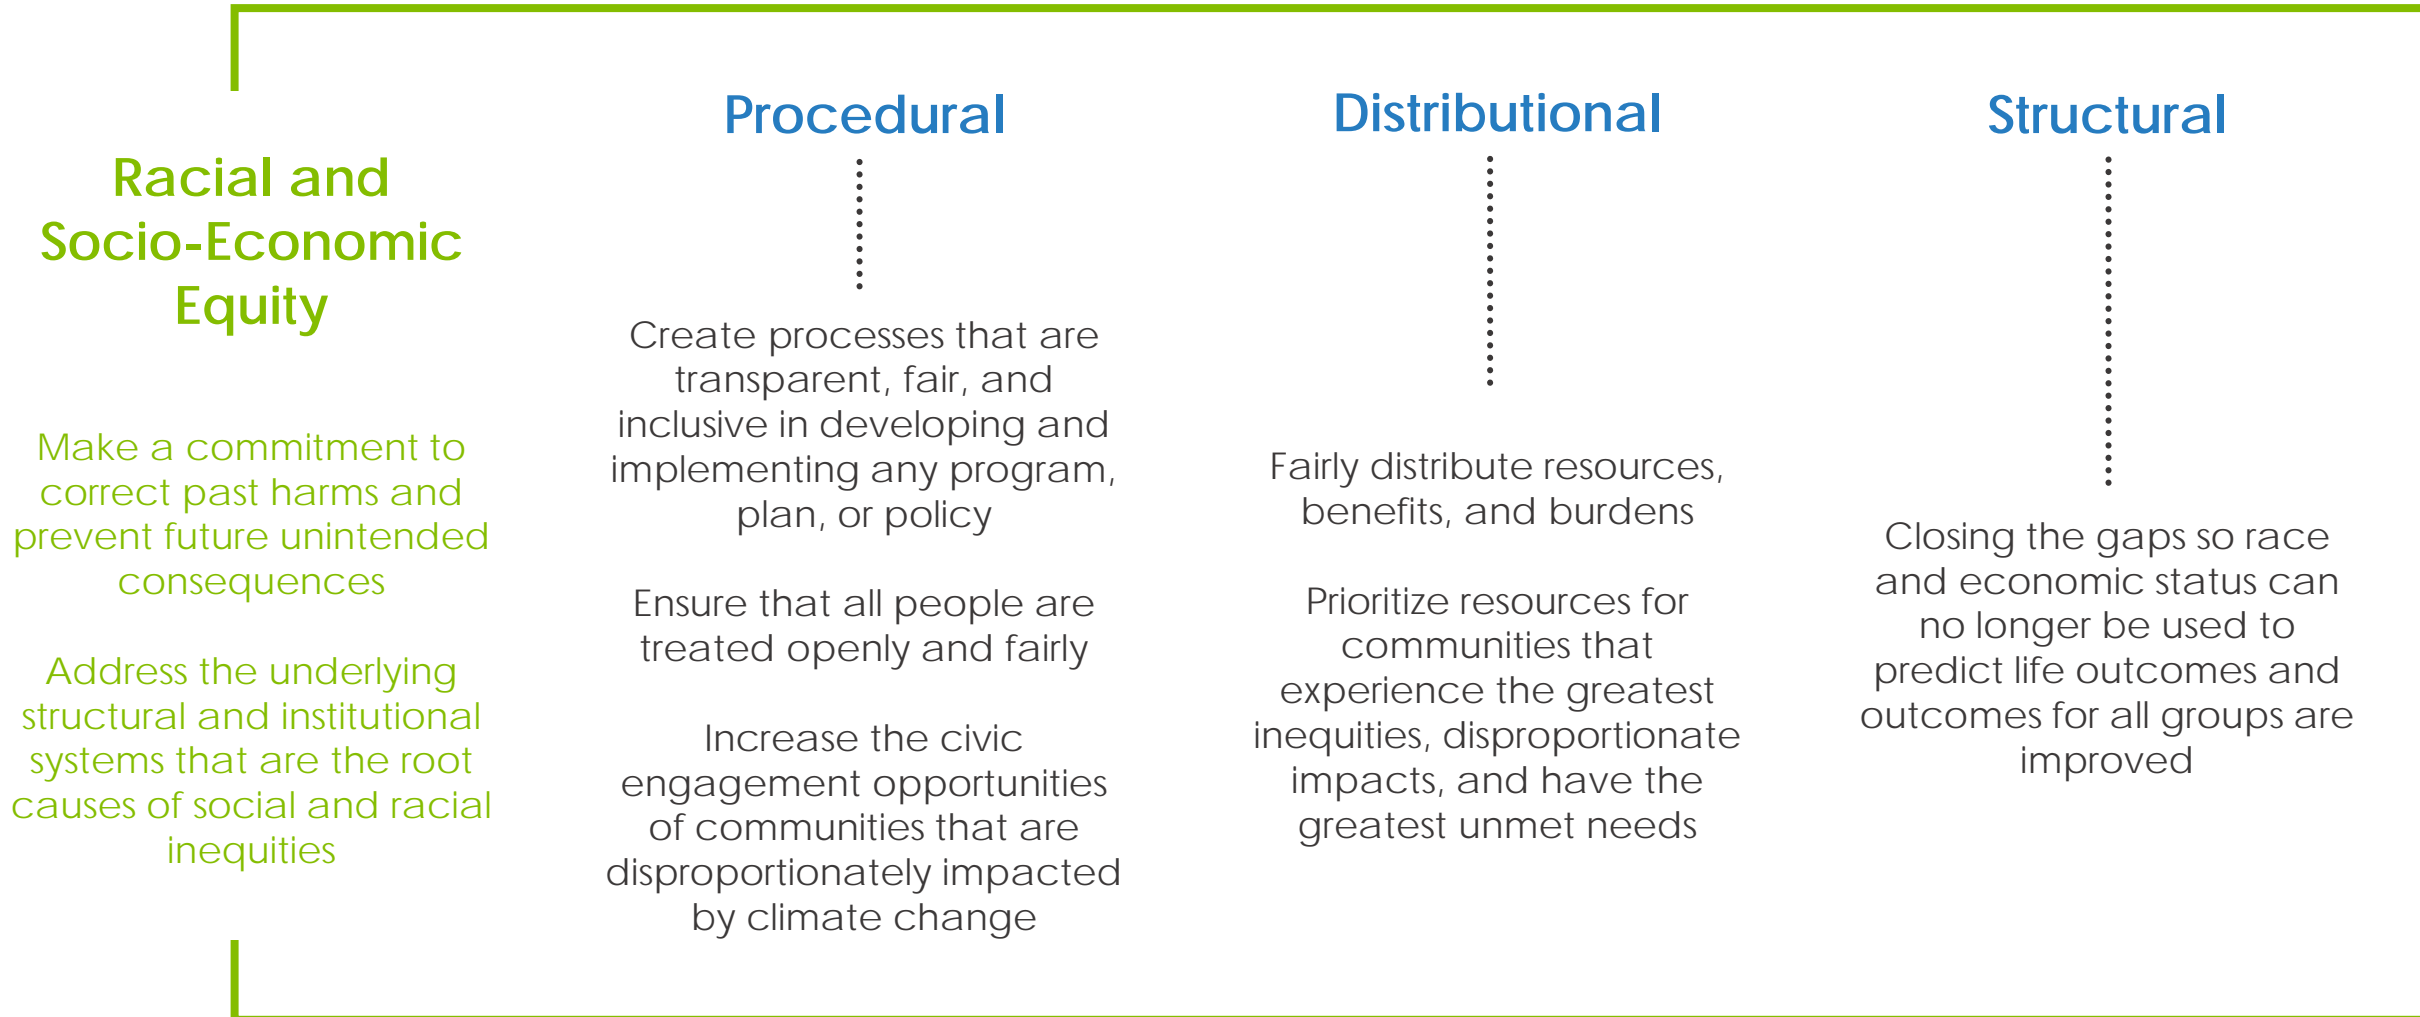 Racial and
Socio-Economic
Equity
Make a commitment to
correct past harms and
prevent future unintended
consequences
Address the underlying
structural and institutional
systems that are the root
causes of social and racial
inequities
Procedural
Create processes that are
transparent, fair, and
inclusive in developing and
implementing any program,
plan, or policy
Ensure that all people are
treated openly and fairly
Increase the civic
engagement opportunities
of communities that are
disproportionately impacted
by climate change
Distributional
Fairly distribute resources,
benefits, and burdens
Prioritize resources for
communities that
experience the greatest
inequities, disproportionate
impacts, and have the
greatest unmet needs
Structural
Closing the gaps so race
and economic status can
no longer be used to
predict life outcomes and
outcomes for all groups are
improved